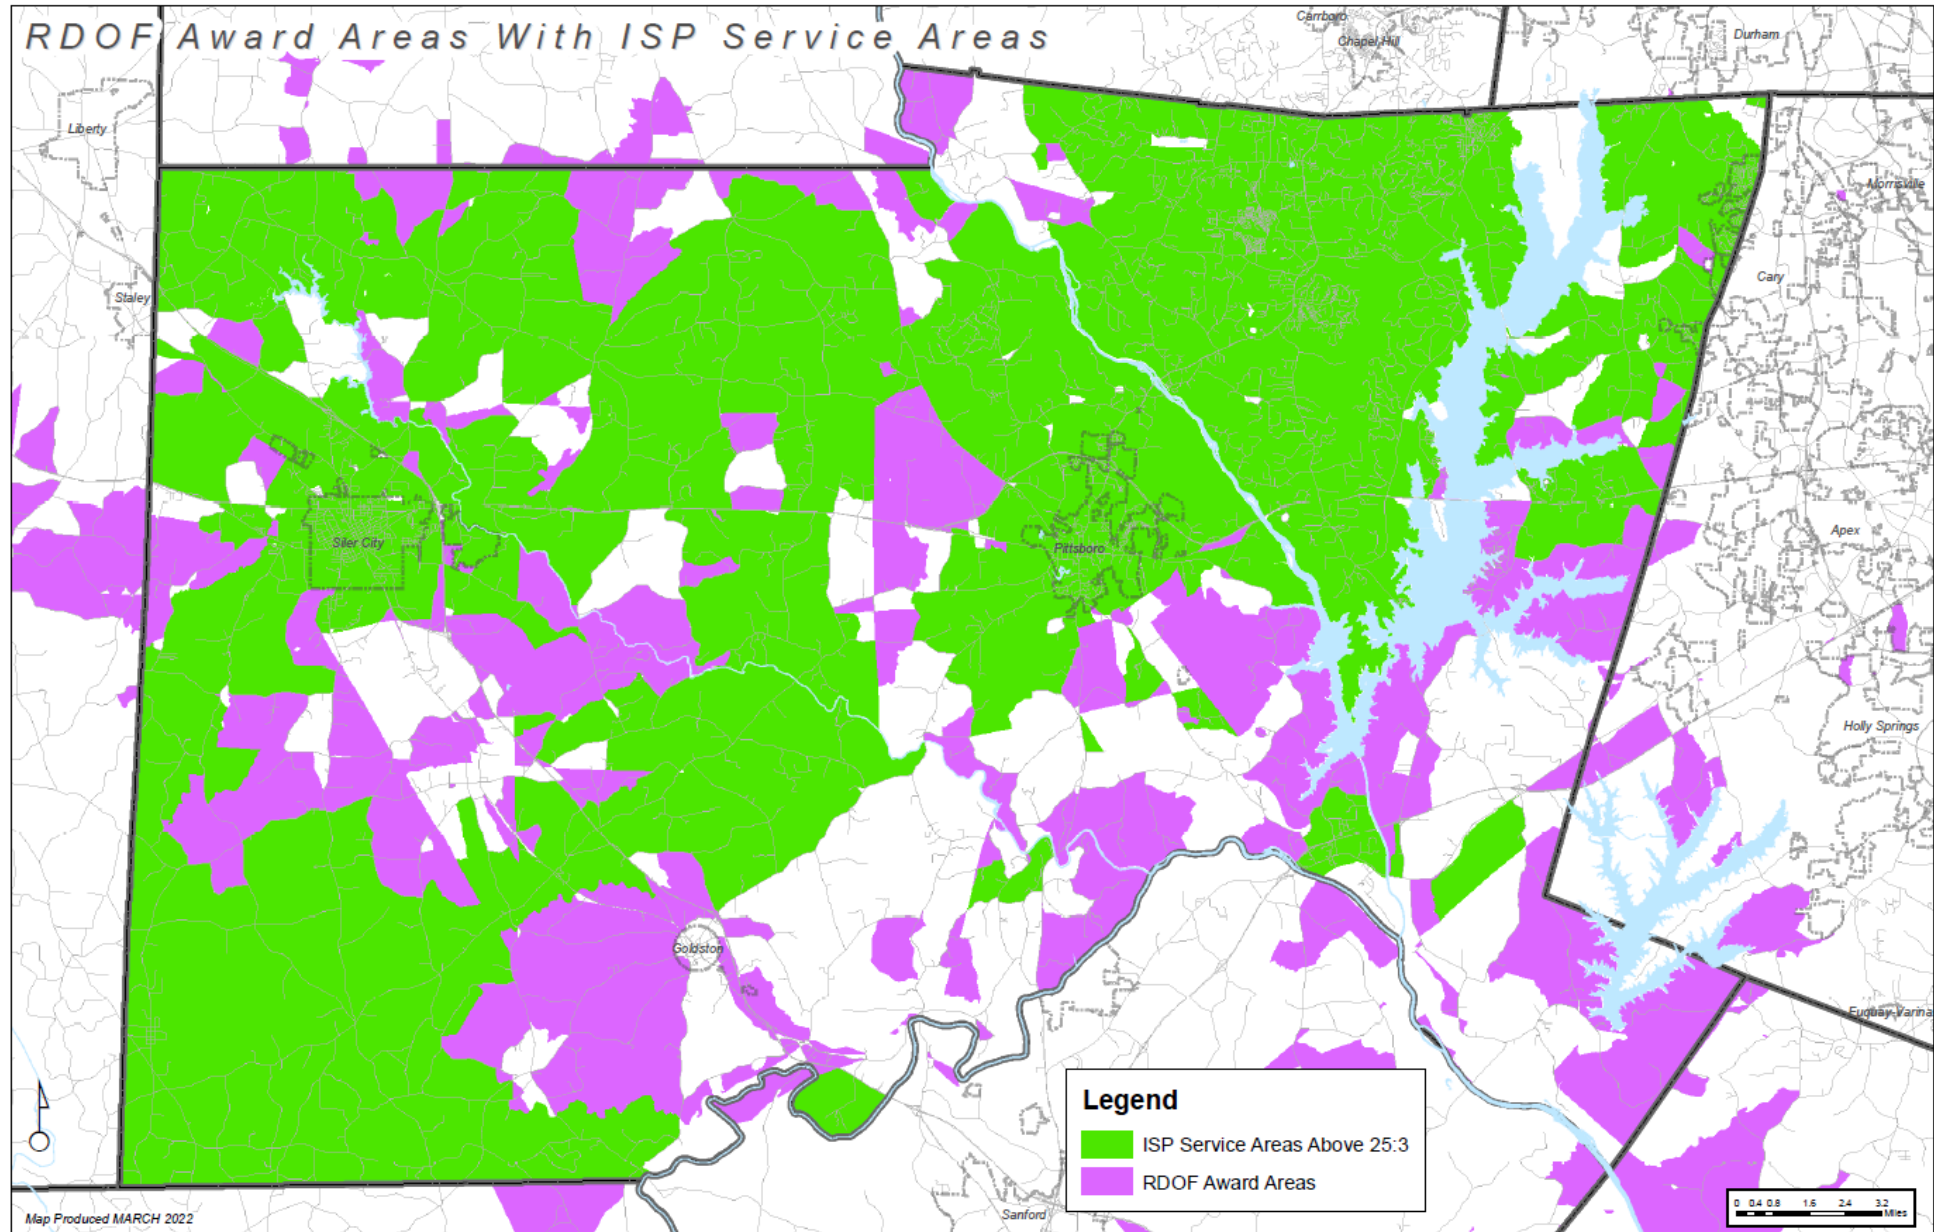 RDOF Award Areas With ISP Service Areas
Carrboro
Chapel Hill
Durham
Liberty
Morrisville
Staley
Cary
Siler City
Pittsboro
Apex
Holly Springs
Goldston
Fuquay-Varina
Legend
ISP Service Areas Above 25:3
RDOF Award Areas
Sanford
0 0.4 0.8 1.6 2.4 3.2
Miles
Map Produced MARCH 2022